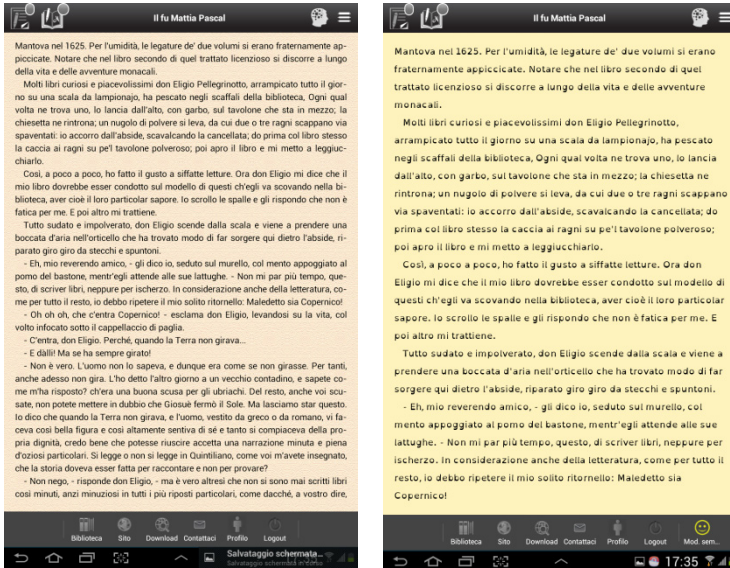 Il fu Mattia Pascal
Mantova nel 1625. Per l'umidità, le legature de' due volumi si erano fraternamente ap-
piccicate. Notare che nel libro secondo di quel trattato licenzioso si discorre a lungo
della vita e delle avventure monacali.
Molti libri curiosi e piacevolissimi don Eligio Pellegrinotto, arrampicato tutto il gior-
no su una scala da lampionajo, ha pescato negli scaffali della biblioteca, Ogni qual
volta ne trova uno, lo lancia dall'alto, con garbo, sul tavolone che sta in mezzo; la
chiesetta ne rintrona; un nugolo di polvere si leva, da cui due o tre ragni scappano via
spaventati: io accorro dall'abside, scavalcando la cancellata; do prima col libro stesso
la caccia ai ragni su pe'l tavolone polveroso; poi apro il libro e mi metto a leggiuc-
chiarlo.
Così, a poco a poco, ho fatto il gusto a siffatte letture. Ora don Eligio mi dice che il
mio libro dovrebbe esser condotto sul modello di questi ch'egli va scovando nella bi-
blioteca, aver cioè il loro particolar sapore. Io scrollo le spalle e gli rispondo che non è
fatica per me. E poi altro mi trattiene.
Tutto sudato e impolverato, don Eligio scende dalla scala e viene a prendere una
boccata d'aria nell'orticello che ha trovato modo di far sorgere qui dietro l'abside, ri-
parato giro giro da stecchi e spuntoni.
- Eh, mio reverendo amico, - gli dico io, seduto sul murello, col mento appoggiato al
pomo del bastone, mentr'egli attende alle sue lattughe. - Non mi par più tempo, que-
sto, di scriver libri, neppure per ischerzo. In considerazione anche della letteratura, co-
me per tutto il resto, io debbo ripetere il mio solito ritornello: Maledetto sia Copernico!
- Oh oh oh, che c'entra Copernico! - esclama don Eligio, levandosi su la vita, col
volto infocato sotto il cappellaccio di paglia.
- C'entra, don Eligio. Perché, quando la Terra non girava...
- E dàlli! Ma se ha sempre girato!
- Non è vero. L'uomo non lo sapeva, e dunque era come se non girasse. Per tanti,
anche adesso non gira. L'ho detto l'altro giorno a un vecchio contadino, e sapete co-
me m'ha risposto? ch'era una buona scusa per gli ubriachi. Del resto, anche voi scu-
sate, non potete mettere in dubbio che Giosuè fermò il Sole. Ma lasciamo star questo.
Io dico che quando la Terra non girava, e l'uomo, vestito da greco o da romano, vi fa-
ceva così bella figura e così altamente sentiva di sé e tanto si compiaceva della pro-
pria dignità, credo bene che potesse riuscire accetta una narrazione minuta e piena
d'oziosi particolari. Si legge o non si legge in Quintiliano, come voi m'avete insegnato,
che la storia doveva esser fatta per raccontare e non per provare?
- Non nego, - risponde don Eligio, - ma è vero altresì che non si sono mai scritti libri
così minuti, anzi minuziosi in tutti i più riposti particolari, come dacché, a vostro dire,
Biblioteca Sito Download Contattaci Profilo Logout
Salvataggio schermata...
Salvataggio schermata in corso
Il fu Mattia Pascal
Mantova nel 1625. Per l'umidità, le legature de' due volumi si erano
fraternamente appiccicate. Notare che nel libro secondo di quel
trattato licenzioso si discorre a lungo della vita e delle avventure
monacali.
Molti libri curiosi e piacevolissimi don Eligio Pellegrinotto,
arrampicato tutto il giorno su una scala da lampionajo, ha pescato
negli scaffali della biblioteca, Ogni qual volta ne trova uno, lo lancia
dall'alto, con garbo, sul tavolone che sta in mezzo; la chiesetta ne
rintrona; un nugolo di polvere si leva, da cui due o tre ragni scappano
via spaventati: io accorro dall'abside, scavalcando la cancellata; do
prima col libro stesso la caccia ai ragni su pe'l tavolone polveroso;
poi apro il libro e mi metto a leggiucchiarlo.
Così, a poco a poco, ho fatto il gusto a siffatte letture. Ora don
Eligio mi dice che il mio libro dovrebbe esser condotto sul modello di
questi ch'egli va scovando nella biblioteca, aver cioè il loro particolar
sapore. Io scrollo le spalle e gli rispondo che non è fatica per me. E
poi altro mi trattiene.
Tutto sudato e impolverato, don Eligio scende dalla scala e viene a
prendere una boccata d'aria nell'orticello che ha trovato modo di far
sorgere qui dietro l'abside, riparato giro giro da stecchi e spuntoni.
- Eh, mio reverendo amico, - gli dico io, seduto sul murello, col
mento appoggiato al pomo del bastone, mentr'egli attende alle sue
lattughe. - Non mi par più tempo, questo, di scriver libri, neppure per
ischerzo. In considerazione anche della letteratura, come per tutto il
resto, io debbo ripetere il mio solito ritornello: Maledetto sia
Copernico!
Biblioteca Sito Download Contattaci Profilo Logout Mod. sem...
17:35